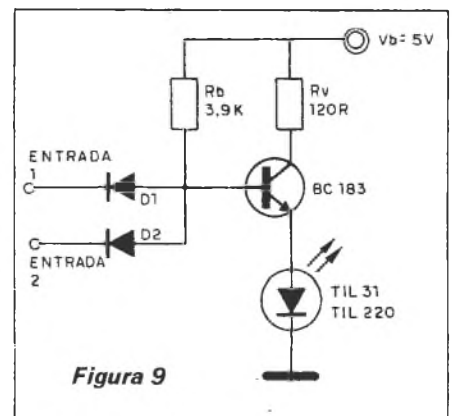 Vb= 5V
Rb
3,9K
Rv
120R
ENTRADA
1
D1
BC 183
D2
ENTRADA
2
TIL 31
TIL 220
Figura 9